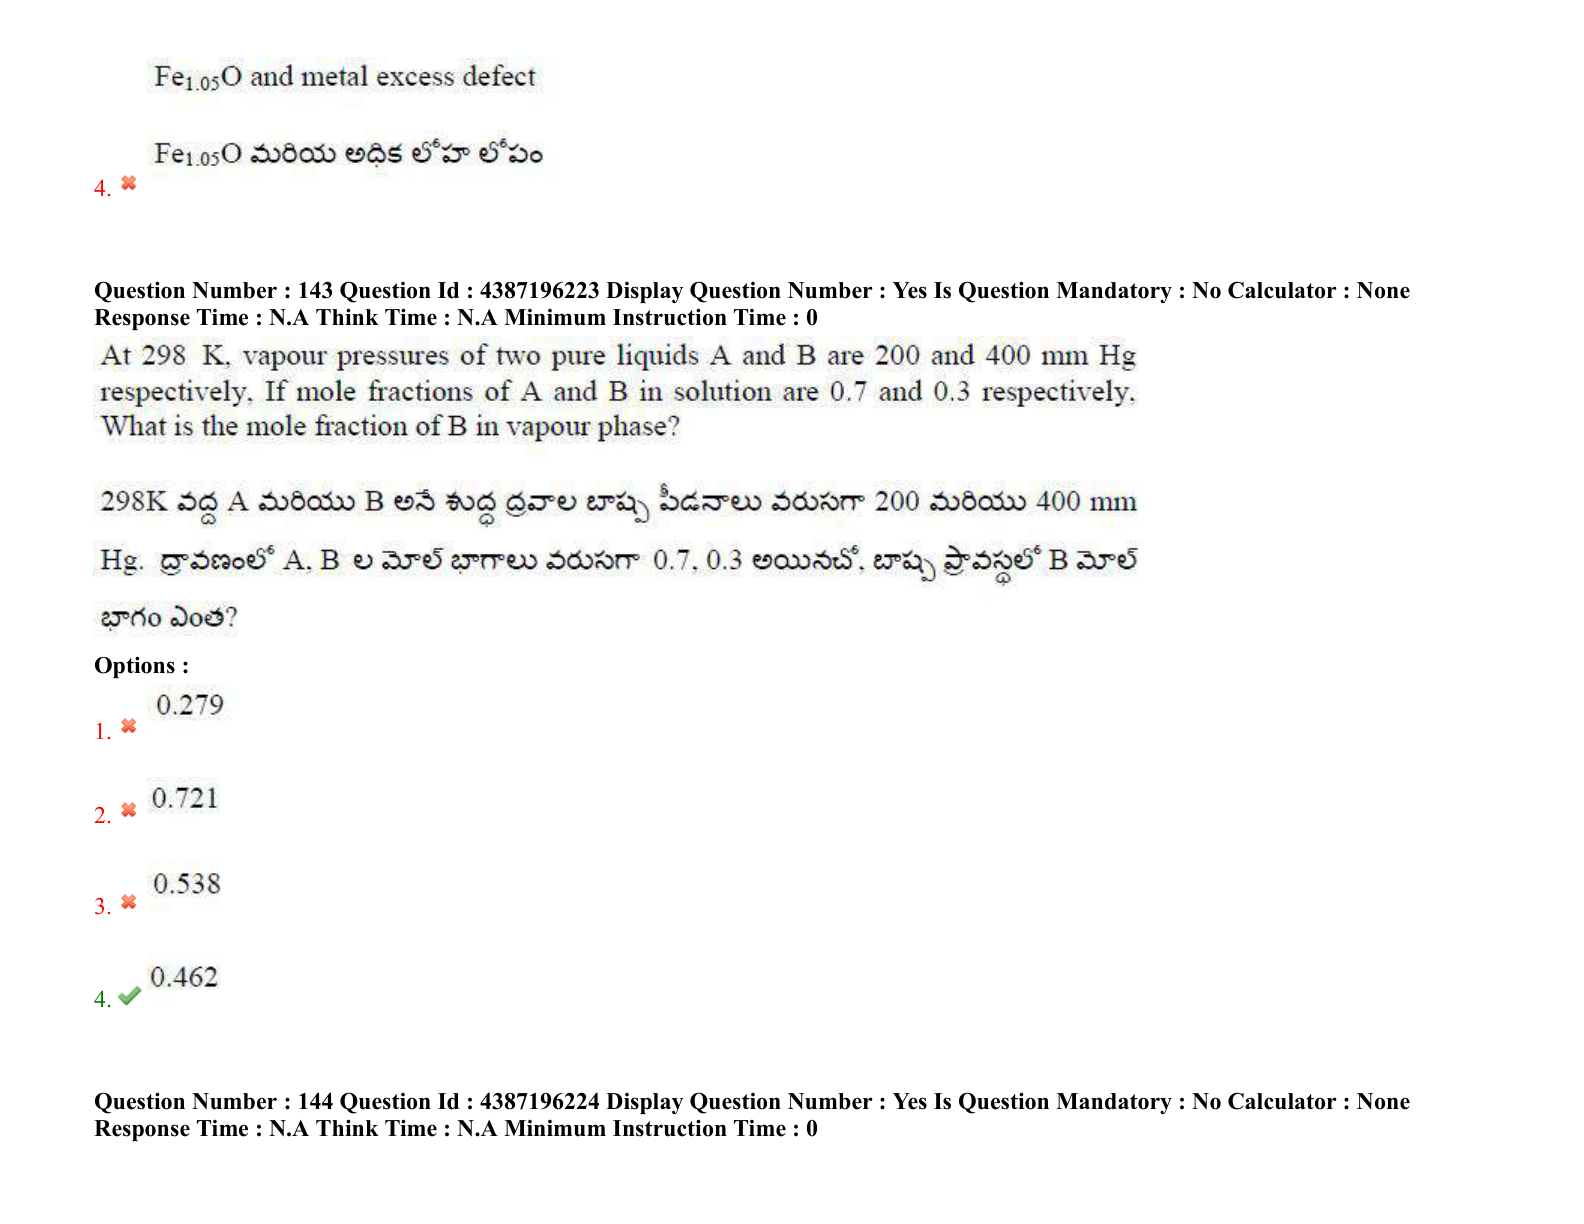 Fe1.05O and metal excess defect
Fe1.05O మరియ అధిక లోహ లోపం
4.
Question Number : 143 Question Id : 4387196223 Display Question Number : Yes Is Question Mandatory : No Calculator : None
Response Time : N.A Think Time : N.A Minimum Instruction Time : 0
At 298 K, vapour pressures of two pure liquids A and B are 200 and 400 mm Hg
respectively, If mole fractions of A and B in solution are 0.7 and 0.3 respectively.
What is the mole fraction of B in vapour phase?
298K వద్ద A మరియు B అనే శుద్ధ ద్రవాల బాష్ప పీడనాలు వరుసగా 200 మరియు 400 mm
Hg. ద్రావణంలో A, B ల మోల్ భాగాలు వరుసగా 0.7, 0.3 అయినచో, బాష్ప ప్రావస్థలో B మోల్
భాగం ఎంత?
Options :
0.279
1.
0.721
2.
0.538
3.
0.462
4.
Question Number : 144 Question Id : 4387196224 Display Question Number : Yes Is Question Mandatory : No Calculator : None
Response Time : N.A Think Time : N.A Minimum Instruction Time : 0